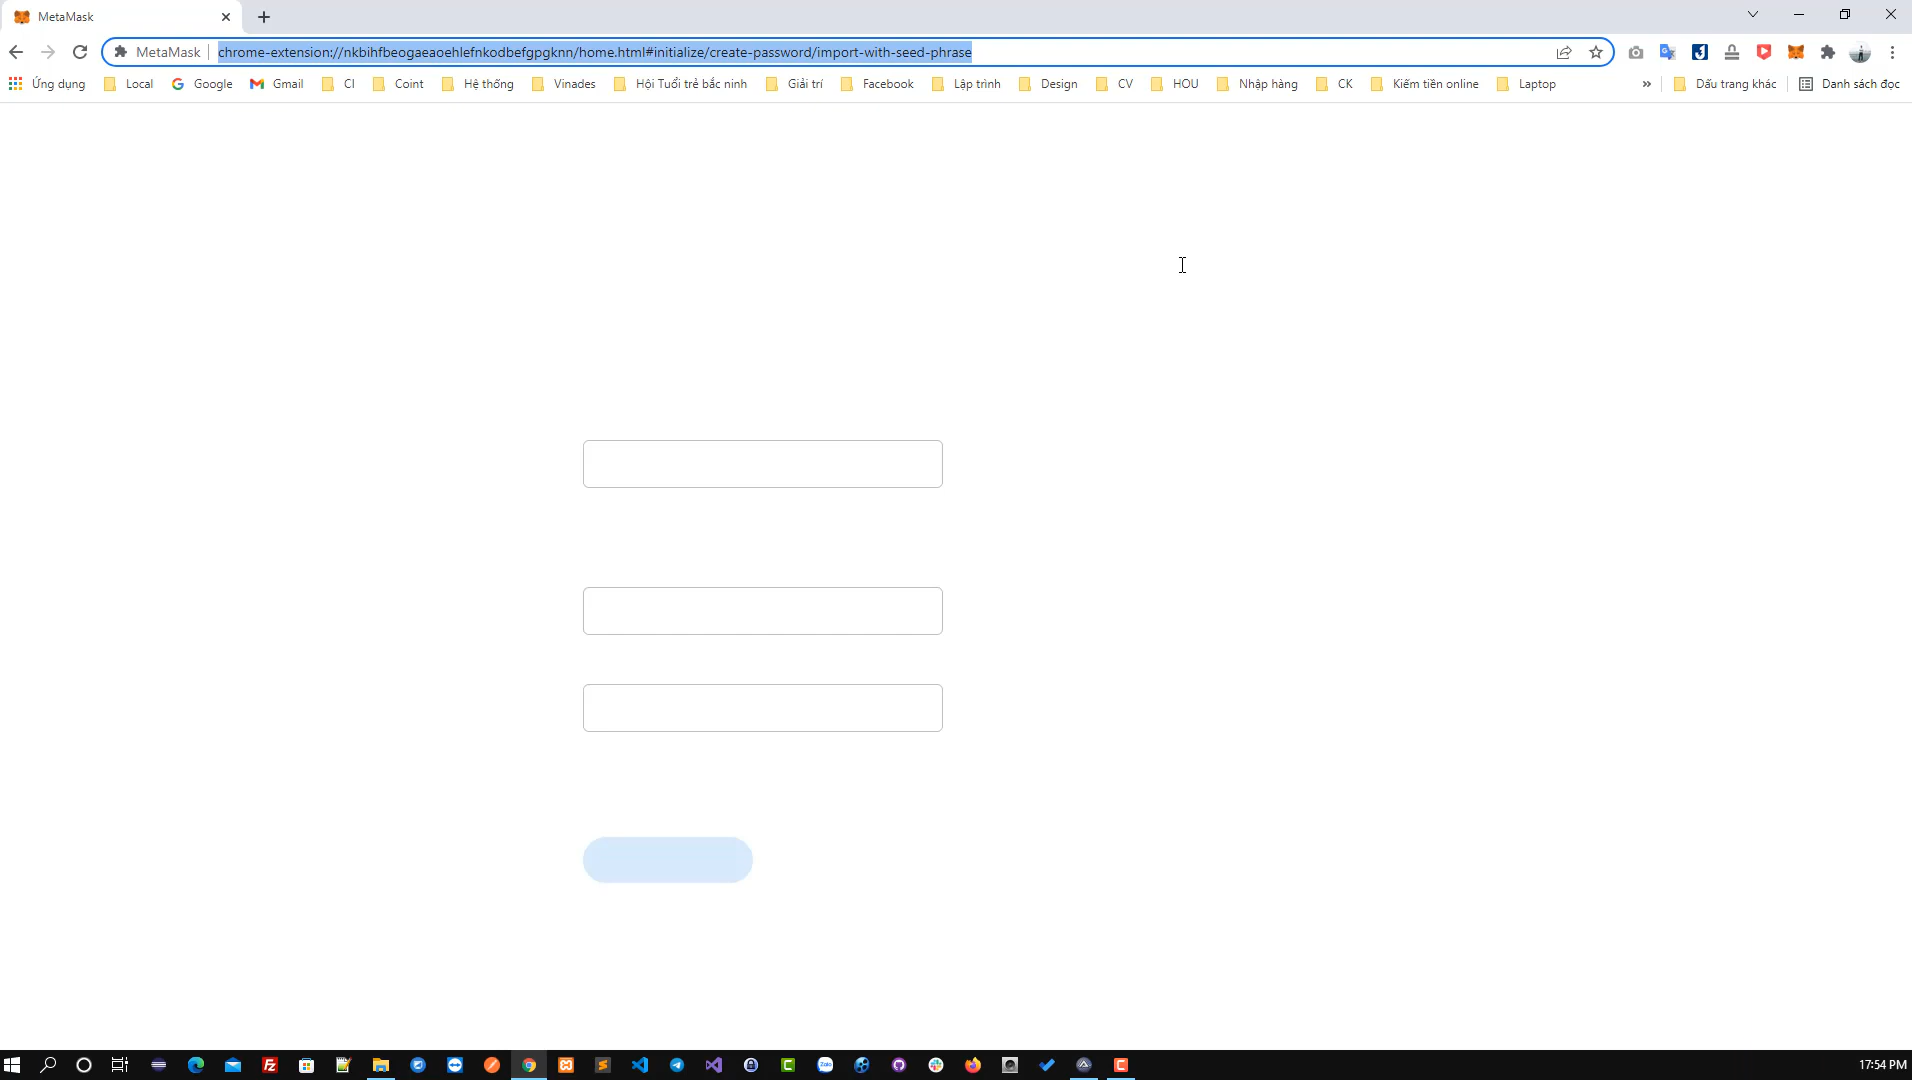 MetaMask
MetaMask chrome-extension://nkbihfbeogaeaoehlefnkodbefgpgknn/home.html#initialize/create-password/import-with-seed-phrase
Ứng dụng Local Google Gmail CI Coint Hệ thống Vinades Hội Tuổi trẻ bắc ninh Giải trí Facebook Lập trình Design CV HOU Nhập hàng CK Kiếm tiền online Laptop » Dấu trang khác Danh sách đọc
17:54 PM